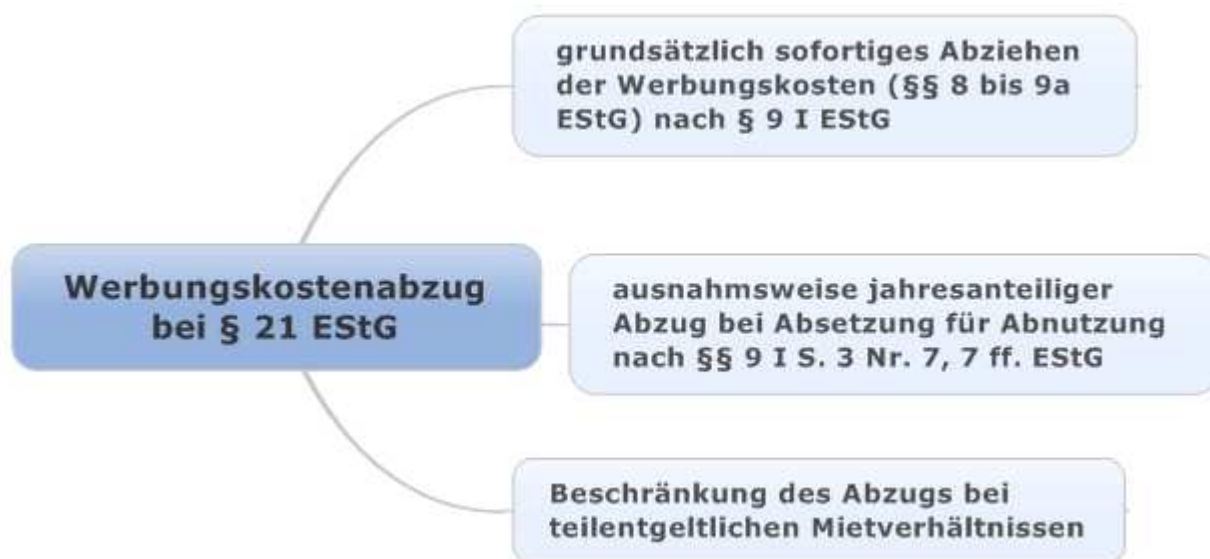 grundsätzlich sofortiges Abziehen
der Werbungskosten (§§ 8 bis 9a
EStG) nach § 9 I EStG
Werbungskostenabzug
bei § 21 EStG
ausnahmsweise jahresanteiliger
Abzug bei Absetzung für Abnutzung
nach §§ 9 I S. 3 Nr. 7, 7 ff. EStG
Beschränkung des Abzugs bei
teilentgeltlichen Mietverhältnissen